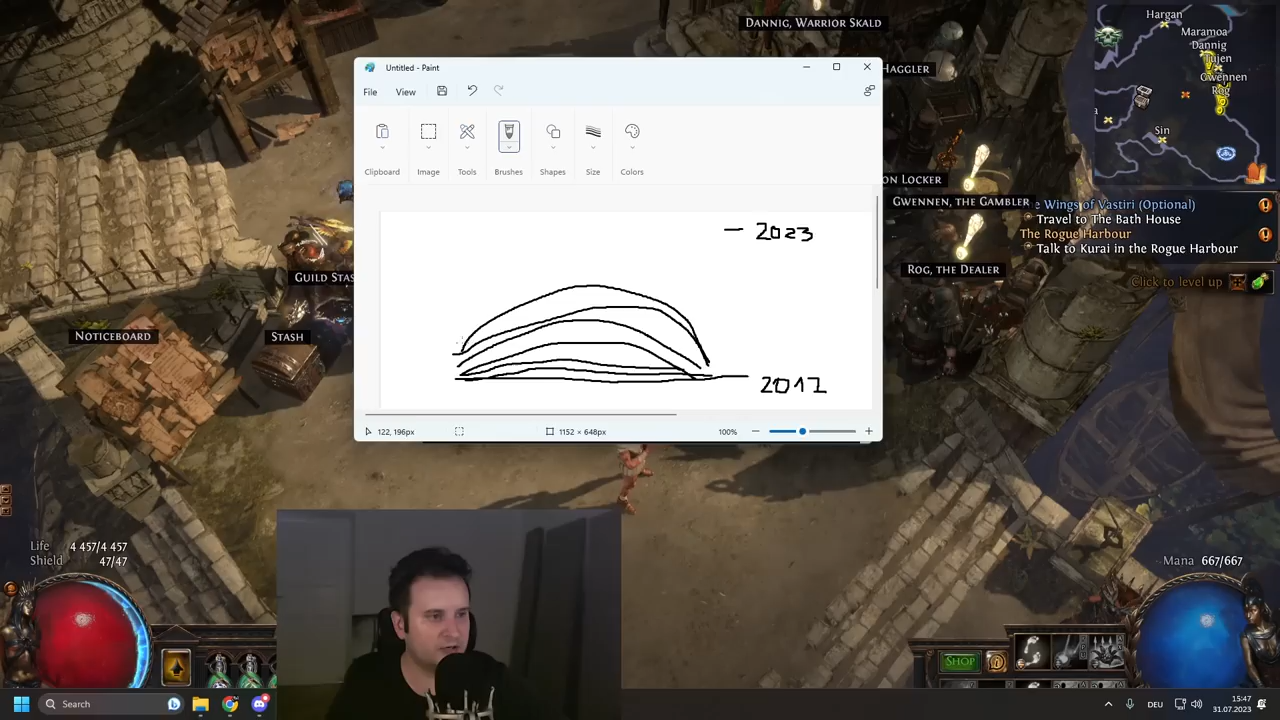 DANNIG, WARRIOR SKALD
Hargan
Maramoa
Dannig
Tujen
Gwennen
Rog
a
Sin
Untitled - Paint
HAGGLER
File
View
Clipboard
Image
Tools
Brushes
Shapes
Size
Colors
ON LOCKER
GWENNEN, THE GAMBLER
e Wings of Vastiri (Optional)
Travel to The Bath House
The Rogue Harbour
Talk to Kurai in the Rogue Harbour
— 2023
ROG, THE DEALER
Click to level up
GUILD STAS
NOTICEBOARD
STASH
2017
122, 196px
1152 × 648px
100%
Life 4 457/4 457
Shield 47/47
Mana 667/667
SHOP
Search
DEU
15:47
31.07.2023